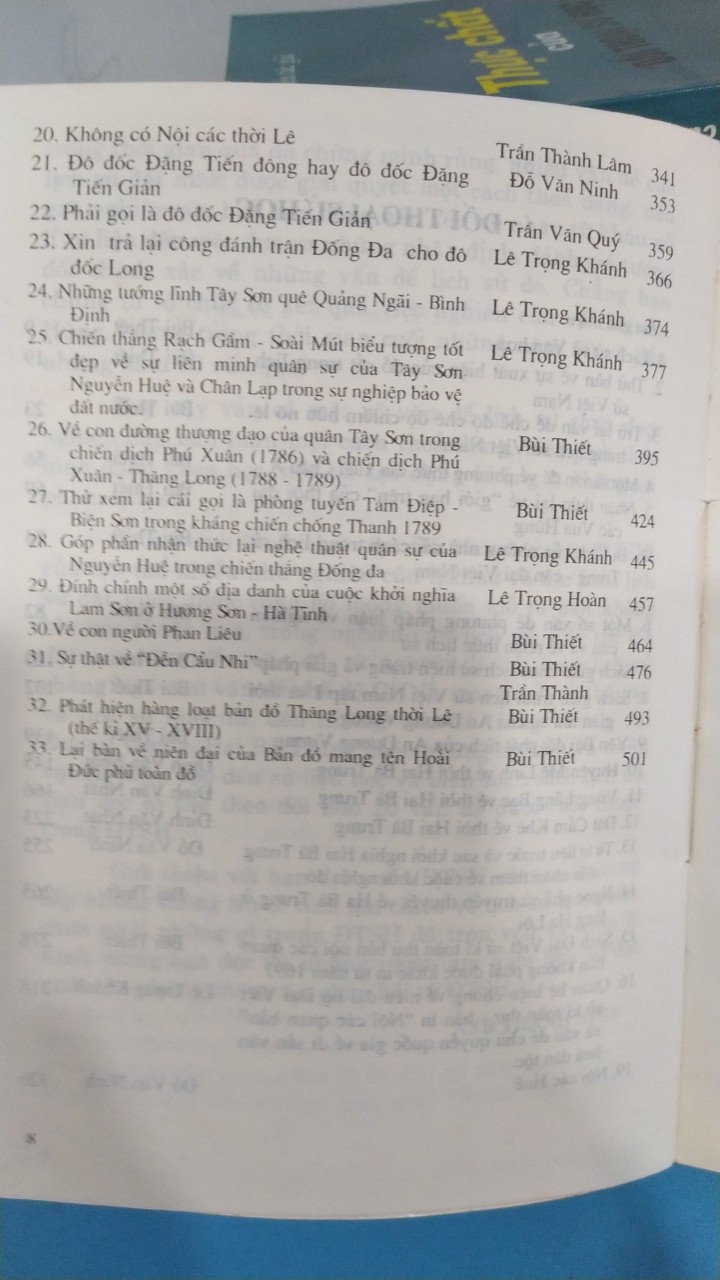 Thực chất
của
20. Không có Nội các thời Lê Trần Thành Lâm 341
21. Đô đốc Đặng Tiến đông hay đô đốc Đặng Đỗ Văn Ninh 353
Tiến Giản
22. Phải gọi là đô đốc Đặng Tiến Giản Trần Văn Quý 359
23. Xin trả lại công đánh trận Đống Đa cho đô Lê Trọng Khánh 366
đốc Long
24. Những tướng lĩnh Tây Sơn quê Quảng Ngãi - Bình Lê Trọng Khánh 374
Định
25. Chiến thắng Rạch Gầm - Soài Mút biểu tượng tốt Lê Trọng Khánh 377
đẹp về sự liên minh quân sự của Tây Sơn
Nguyễn Huệ và Chân Lạp trong sự nghiệp bảo vệ
đất nước.
26. Về con đường thượng đạo của quân Tây Sơn trong Bùi Thiết 395
chiến dịch Phú Xuân (1786) và chiến dịch Phú
Xuân - Thăng Long (1788 - 1789)
27. Thử xem lại cái gọi là phòng tuyến Tam Điệp - Bùi Thiết 424
Biện Sơn trong kháng chiến chống Thanh 1789
28. Góp phần nhận thức lại nghệ thuật quân sự của Lê Trọng Khánh 445
Nguyễn Huệ trong chiến thắng Đống đa
29. Đính chính một số địa danh của cuộc khởi nghĩa Lê Trọng Hoàn 457
Lam Sơn ở Hương Sơn - Hà Tĩnh
30.Về con người Phan Liêu Bùi Thiết 464
31. Sự thật về “Đền Cẩu Nhi” Bùi Thiết 476
Trần Thành
32. Phát hiện hàng loạt bản đồ Thăng Long thời Lê Bùi Thiết 493
(thế kỉ XV - XVIII)
33. Lại bàn về niên đại của Bản đồ mang tên Hoài Bùi Thiết 501
Đức phủ toàn đồ
8